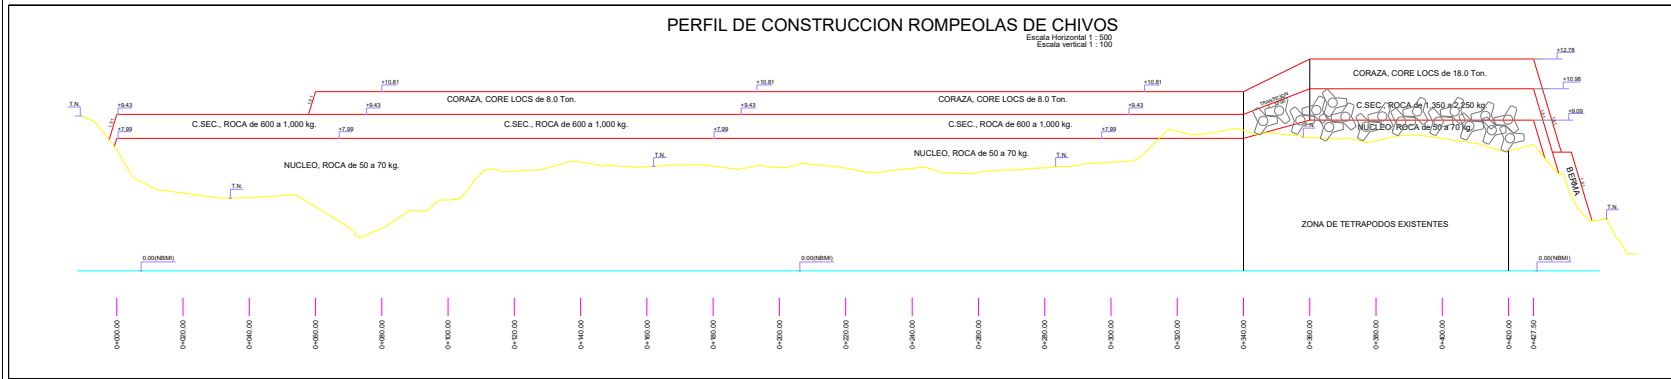 PERFIL DE CONSTRUCCION ROMPEOLAS DE CHIVOS
Escala Horizontal 1 : 500
Escala vertical 1 : 100
+12.78
CORAZA, CORE LOCS de 18.0 Ton.
+10.81
+10.81
+10.81
+10.98
CORAZA, CORE LOCS de 8.0 Ton.
CORAZA, CORE LOCS de 8.0 Ton.
TRANSICION
T.N.
+9.43
+9.43
+9.43
+9.43
C.SEC., ROCA de 1,350 a 2,250 kg.
+9.09
C.SEC., ROCA de 600 a 1,000 kg.
C.SEC., ROCA de 600 a 1,000 kg.
C.SEC., ROCA de 600 a 1,000 kg.
T.N.
NUCLEO, ROCA de 50 a 70 kg.
+7.99
+7.99
+7.99
+7.99
NUCLEO, ROCA de 50 a 70 kg.
NUCLEO, ROCA de 50 a 70 kg.
T.N.
T.N.
T.N.
BERMA
T.N.
ZONA DE TETRAPODOS EXISTENTES
0.00(NBMI)
0.00(NBMI)
0.00(NBMI)
0+000.00
0+020.00
0+040.00
0+060.00
0+080.00
0+100.00
0+120.00
0+140.00
0+160.00
0+180.00
0+200.00
0+220.00
0+240.00
0+260.00
0+280.00
0+300.00
0+320.00
0+340.00
0+360.00
0+380.00
0+400.00
0+420.00
0+427.50